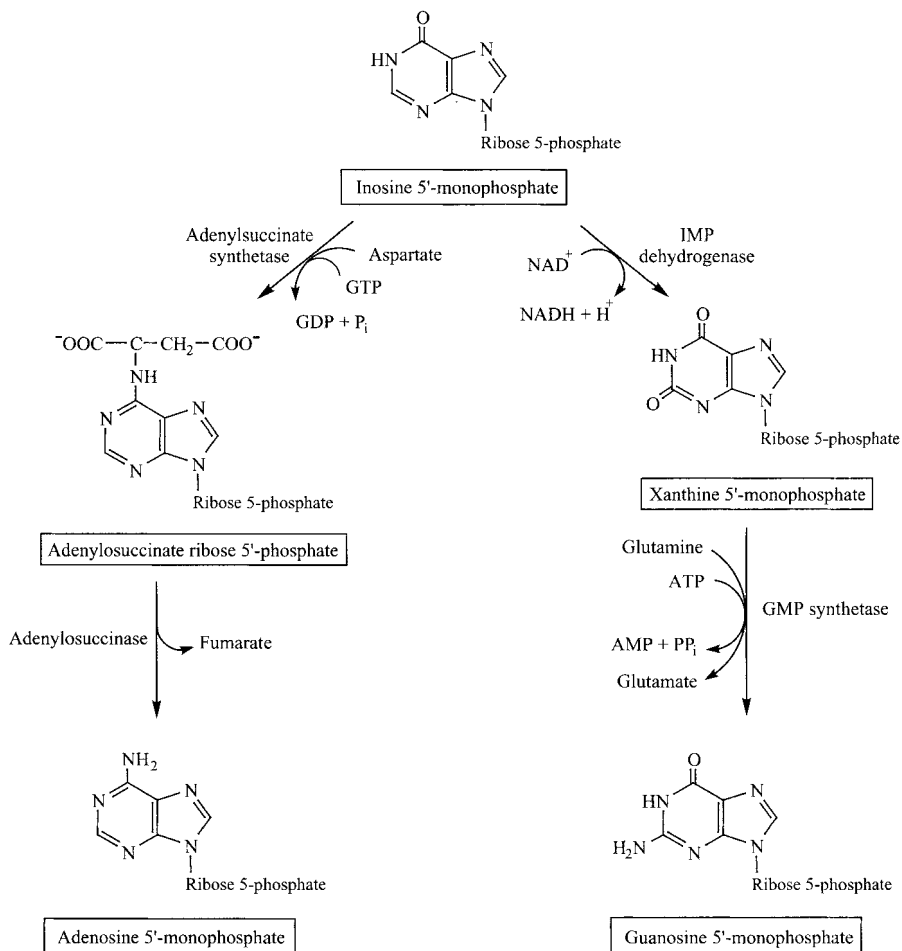 O
HN
N
N
N
Ribose 5-phosphate
Inosine 5'-monophosphate
Adenylsuccinate
synthetase
Aspartate
GTP
GDP + Pi
IMP
dehydrogenase
NAD+
NADH + H+
-OOC—C—CH2—COO-
NH
N
N
N
N
Ribose 5-phosphate
Adenylosuccinate ribose 5'-phosphate
O
HN
O
N
N
N
Ribose 5-phosphate
Xanthine 5'-monophosphate
Adenylosuccinase
Fumarate
Glutamine
ATP
GMP synthetase
AMP + PPi
Glutamate
NH2
N
N
N
N
Ribose 5-phosphate
Adenosine 5'-monophosphate
O
HN
H2N
N
N
N
Ribose 5-phosphate
Guanosine 5'-monophosphate